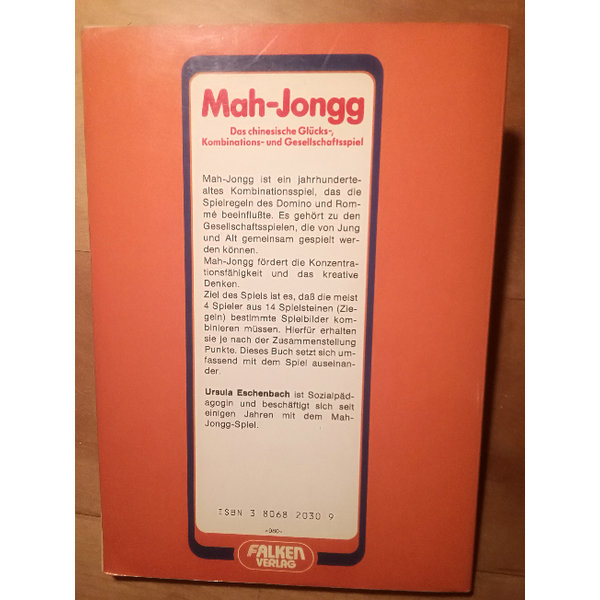 Mah-Jongg
Das chinesische Glücks-,
Kombinations- und Gesellschaftsspiel
Mah-Jongg ist ein jahrhunderte-
altes Kombinationsspiel, das die
Spielregeln des Domino und Rom-
mé beeinflußte. Es gehört zu den
Gesellschaftsspielen, die von Jung
und Alt gemeinsam gespielt wer-
den können.
Mah-Jongg fördert die Konzentra-
tionsfähigkeit und das kreative
Denken.
Ziel des Spiels ist es, daß die meist
4 Spieler aus 14 Spielsteinen (Zie-
geln) bestimmte Spielbilder kom-
binieren müssen. Hierfür erhalten
sie je nach der Zusammenstellung
Punkte. Dieses Buch setzt sich um-
fassend mit dem Spiel auseinan-
der.
Ursula Eschenbach ist Sozialpäd-
agogin und beschäftigt sich seit
einigen Jahren mit dem Mah-
Jongg-Spiel.
ISBN 3 8068 2030 9
FALKEN
VERLAG